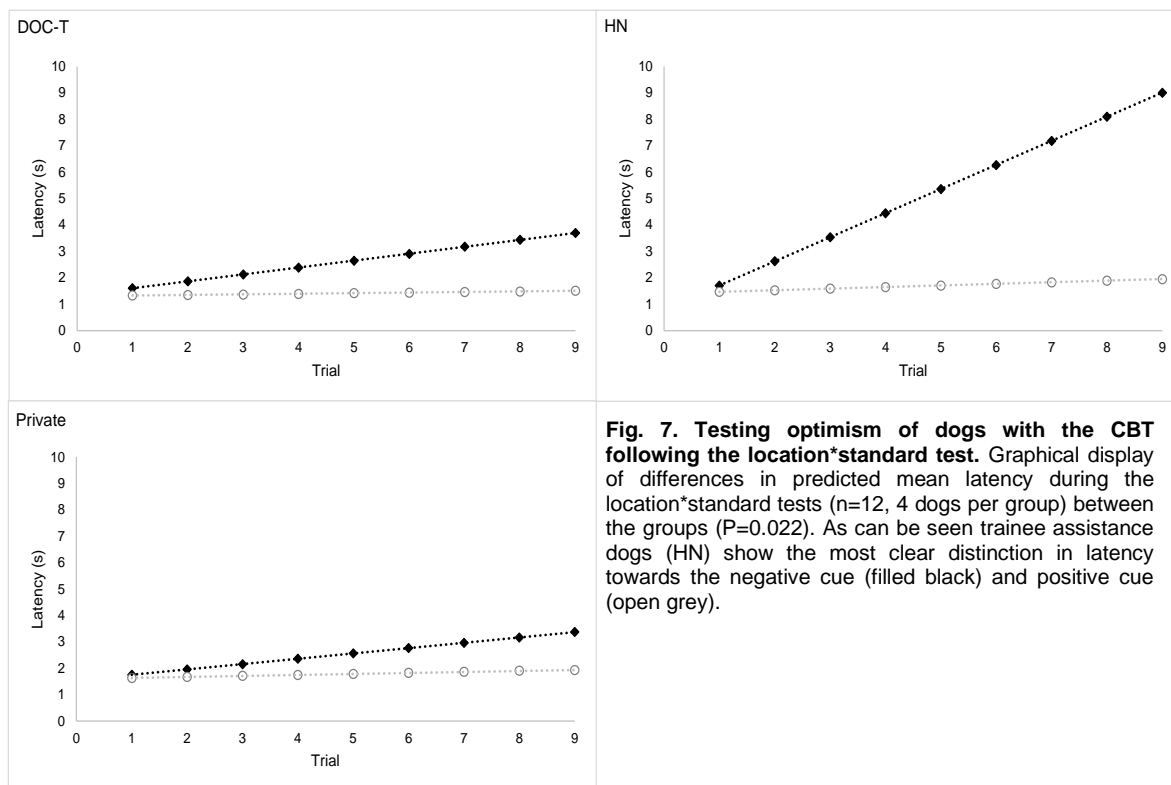 DOC-T
10
9
8
7
6
5
4
3
2
1
0
Latency (s)
0 1 2 3 4 5 6 7 8 9
Trial
HN
10
9
8
7
6
5
4
3
2
1
0
Latency (s)
0 1 2 3 4 5 6 7 8 9
Trial
Private
10
9
8
7
6
5
4
3
2
1
0
Latency (s)
0 1 2 3 4 5 6 7 8 9
Trial
Fig. 7. Testing optimism of dogs with the CBT
following the location*standard test. Graphical display
of differences in predicted mean latency during the
location*standard tests (n=12, 4 dogs per group) between
the groups (P=0.022). As can be seen trainee assistance
dogs (HN) show the most clear distinction in latency
towards the negative cue (filled black) and positive cue
(open grey).